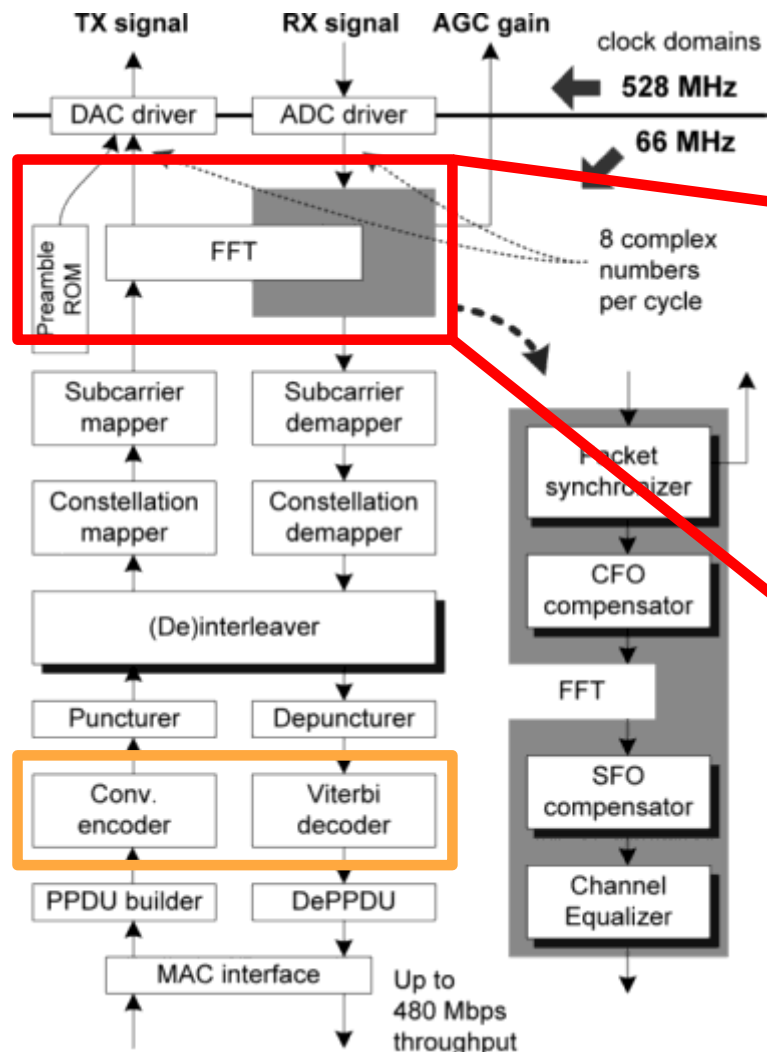 TX signal
RX signal
AGC gain
clock domains
528 MHz
DAC driver
ADC driver
66 MHz
Preamble
ROM
FFT
8 complex
numbers
per cycle
Subcarrier
mapper
Subcarrier
demapper
Packet
synchronizer
Constellation
mapper
Constellation
demapper
CFO
compensator
(De)interleaver
FFT
Puncturer
Depuncturer
SFO
compensator
Conv.
encoder
Viterbi
decoder
Channel
Equalizer
PPDU builder
DePPDU
MAC interface
Up to
480 Mbps
throughput